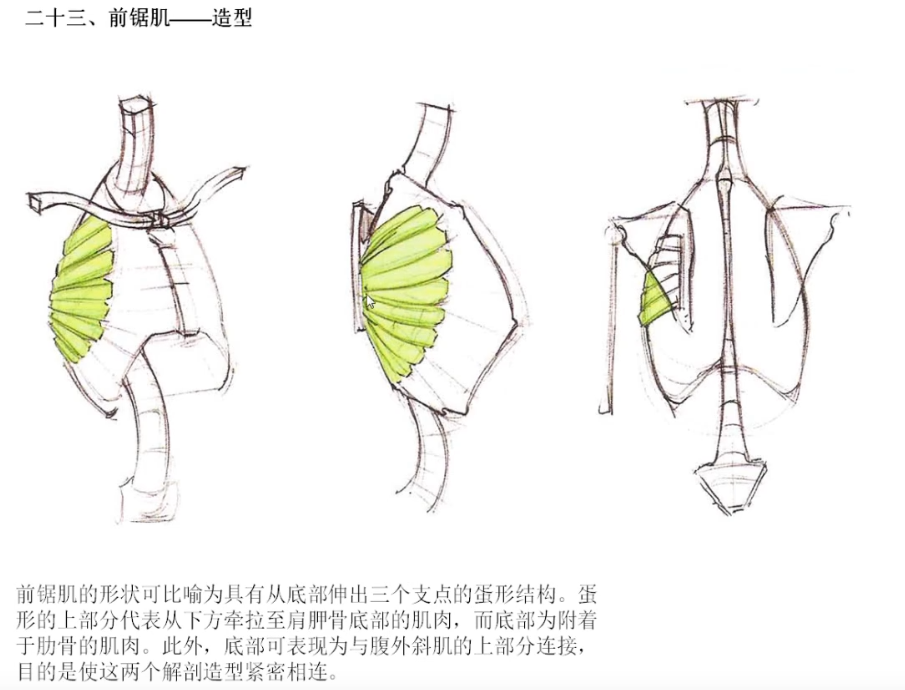 二十三、前锯肌——造型
前锯肌的形状可比喻为具有从底部伸出三个支点的蛋形结构。蛋
形的上部分代表从下方牵拉至肩胛骨底部的肌肉，而底部为附着
于肋骨的肌肉。此外，底部可表现为与腹外斜肌的上部分连接，
目的是使这两个解剖造型紧密相连。